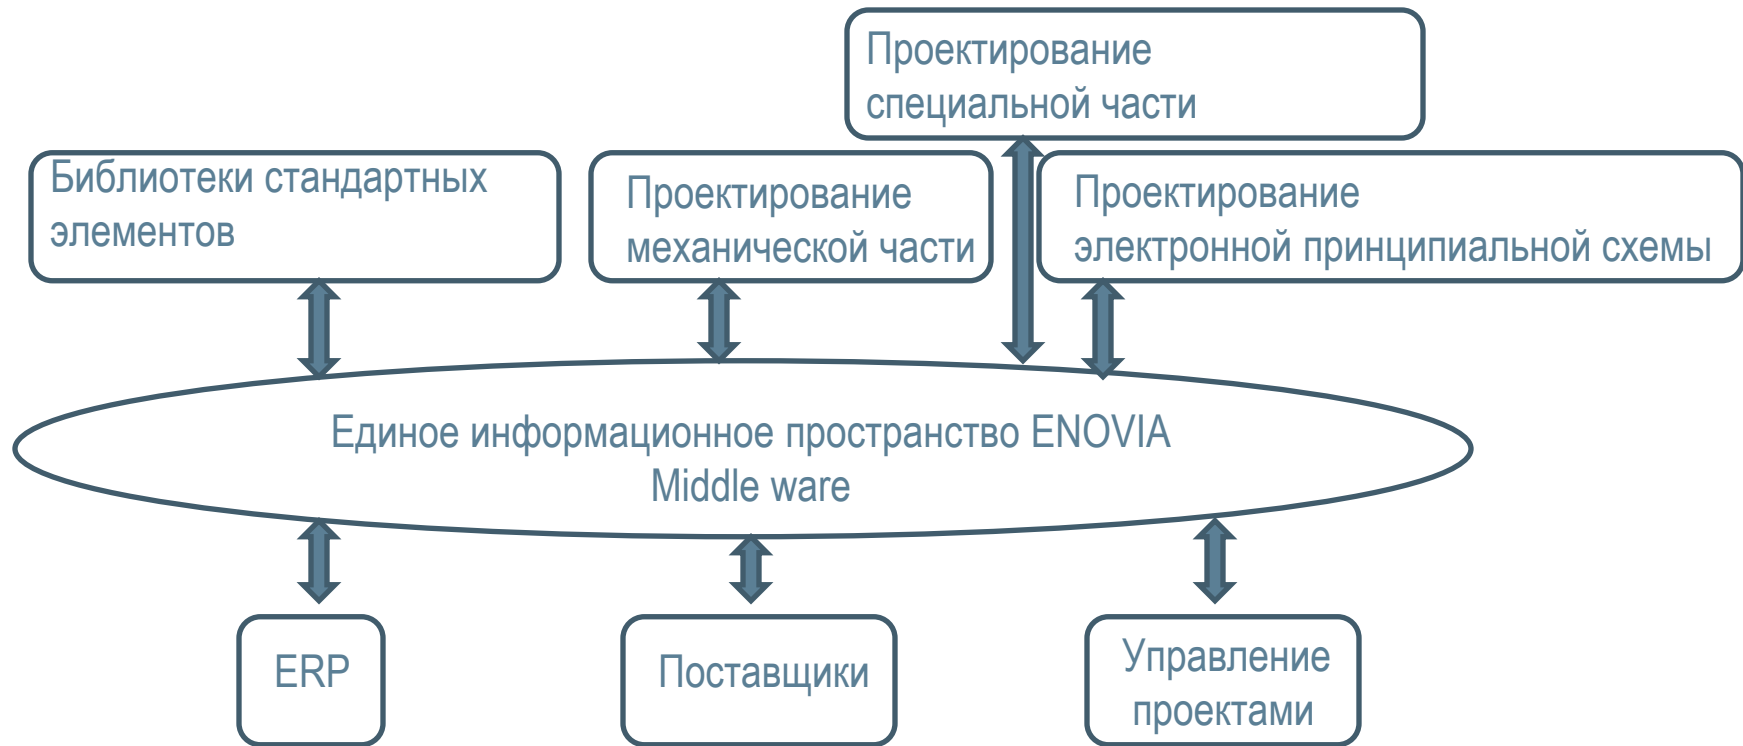 Проектирование
специальной части
Библиотеки стандартных
элементов
Проектирование
механической части
Проектирование
электронной принципиальной схемы
Единое информационное пространство ENOVIA
Middle ware
ERP
Поставщики
Управление
проектами